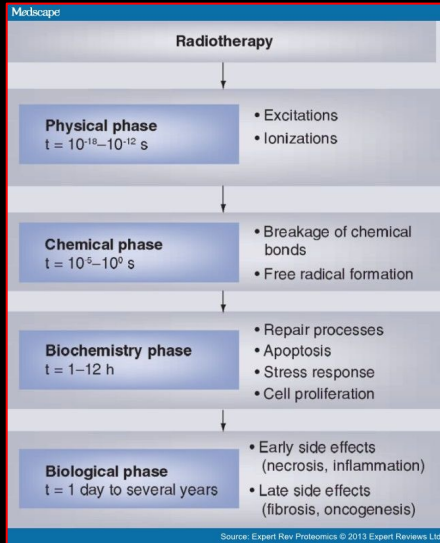 Medscape
Radiotherapy
Physical phase
t = 10⁻¹⁸–10⁻¹² s
• Excitations
• Ionizations
Chemical phase
t = 10⁻⁵–10⁰ s
• Breakage of chemical
bonds
• Free radical formation
Biochemistry phase
t = 1–12 h
• Repair processes
• Apoptosis
• Stress response
• Cell proliferation
Biological phase
t = 1 day to several years
• Early side effects
(necrosis, inflammation)
• Late side effects
(fibrosis, oncogenesis)
Source: Expert Rev Proteomics © 2013 Expert Reviews Ltd